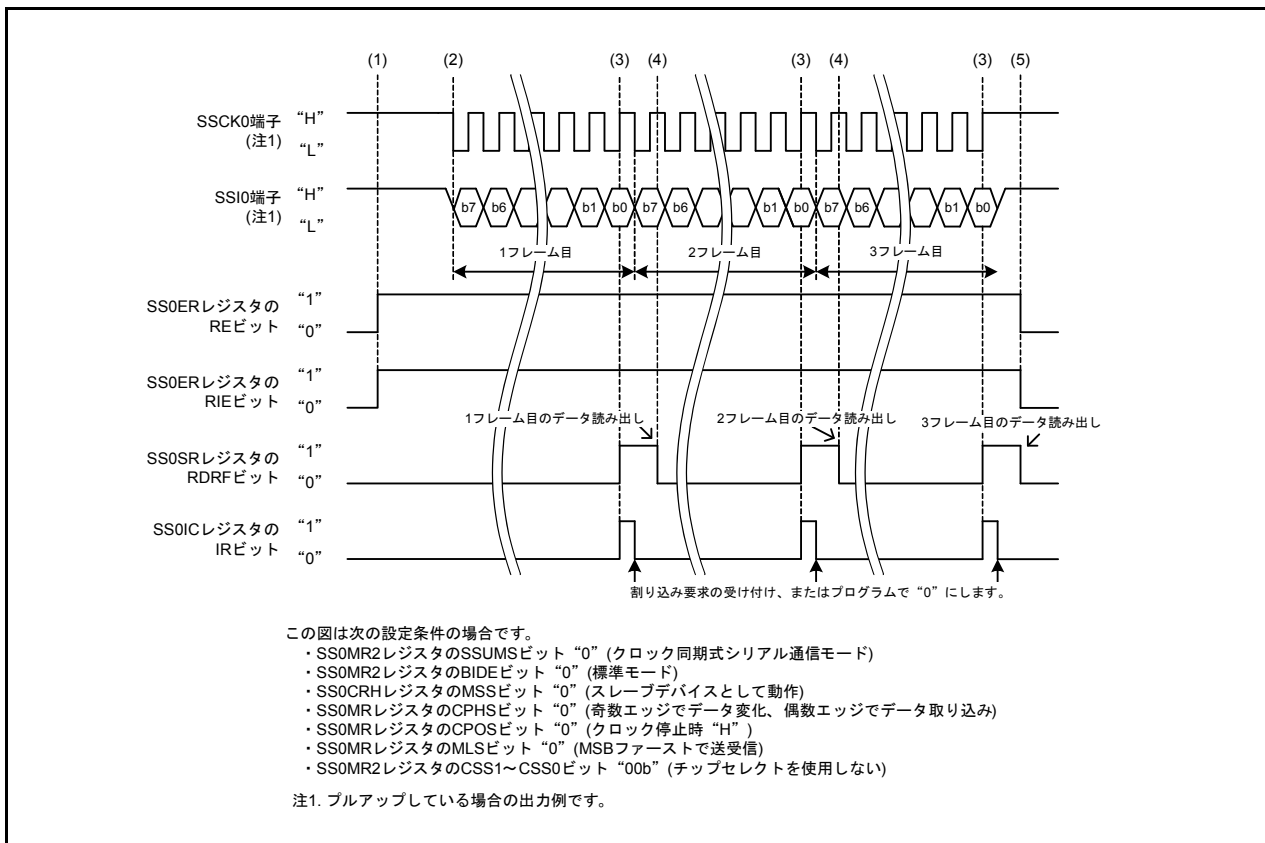 (1) (2) (3) (4) (3) (4) (3) (5)
SSCK0端子 “H”
(注1) “L”
SSI0端子 “H”
(注1) “L”
b7 b6 b1 b0 b7 b6 b1 b0 b7 b6 b1 b0
1フレーム目 2フレーム目 3フレーム目
SS0ERレジスタの “1”
REビット “0”
SS0ERレジスタの “1”
RIEビット “0”
1フレーム目のデータ読み出し 2フレーム目のデータ読み出し 3フレーム目のデータ読み出し
SS0SRレジスタの “1”
RDRFビット “0”
SS0ICレジスタの “1”
IRビット “0”
割り込み要求の受け付け、またはプログラムで“0”にします。
この図は次の設定条件の場合です。
・SS0MR2レジスタのSSUMSビット“0”(クロック同期式シリアル通信モード)
・SS0MR2レジスタのBIDEビット“0”(標準モード)
・SS0CRHレジスタのMSSビット“0”(スレーブデバイスとして動作)
・SS0MRレジスタのCPHSビット“0”(奇数エッジでデータ変化、偶数エッジでデータ取り込み)
・SS0MRレジスタのCPOSビット“0”(クロック停止時“H”)
・SS0MRレジスタのMLSビット“0”(MSBファーストで送受信)
・SS0MR2レジスタのCSS1～CSS0ビット“00b”(チップセレクトを使用しない)
注1. プルアップしている場合の出力例です。